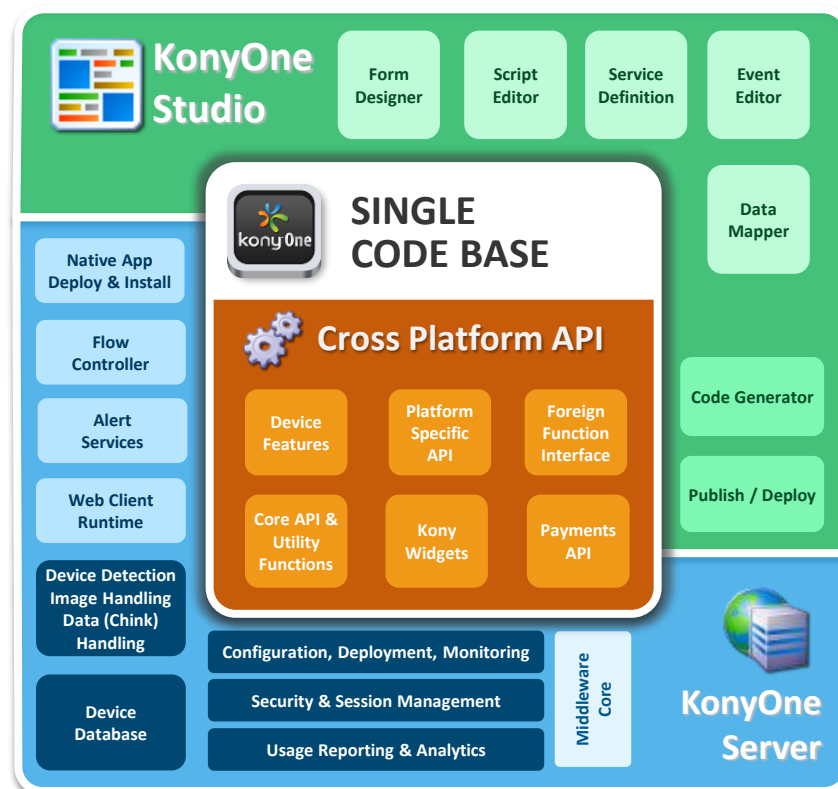 KonyOne
Studio
Form
Designer
Script
Editor
Service
Definition
Event
Editor
Data
Mapper
kony One
SINGLE
CODE BASE
Native App
Deploy & Install
Flow
Controller
Alert
Services
Web Client
Runtime
Device Detection
Image Handling
Data (Chink)
Handling
Device
Database
Cross Platform API
Device
Features
Platform
Specific
API
Foreign
Function
Interface
Core API &
Utility
Functions
Kony
Widgets
Payments
API
Code Generator
Publish / Deploy
Configuration, Deployment, Monitoring
Security & Session Management
Usage Reporting & Analytics
Middleware
Core
KonyOne
Server